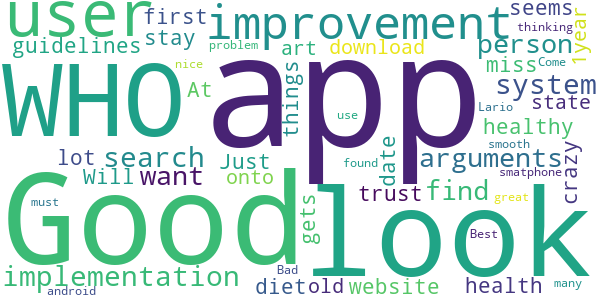 user
first
improvement
seems
thinking
1year
guidelines
stay
problem
art
download
person
nice
WHO
app
At
things
miss
system
Come
Lario
state
use
healthy
smooth
lot
search
Just
date
arguments
crazy
Will
want
onto
found
smatphone
Good
look
trust
find
great
must
gets
Best
implementation
Bad
diet
old
website
health
many
android